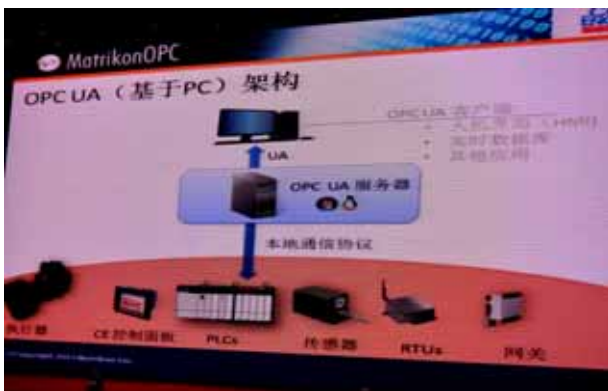 MatrikonOPC
OPC UA（基于PC）架构
OPC UA 客户端
人机界面（HMI）
实时数据库
其他应用
UA
OPC UA 服务器
本地通信协议
执行器
CE控制面板
PLCs
传感器
RTUs
网关